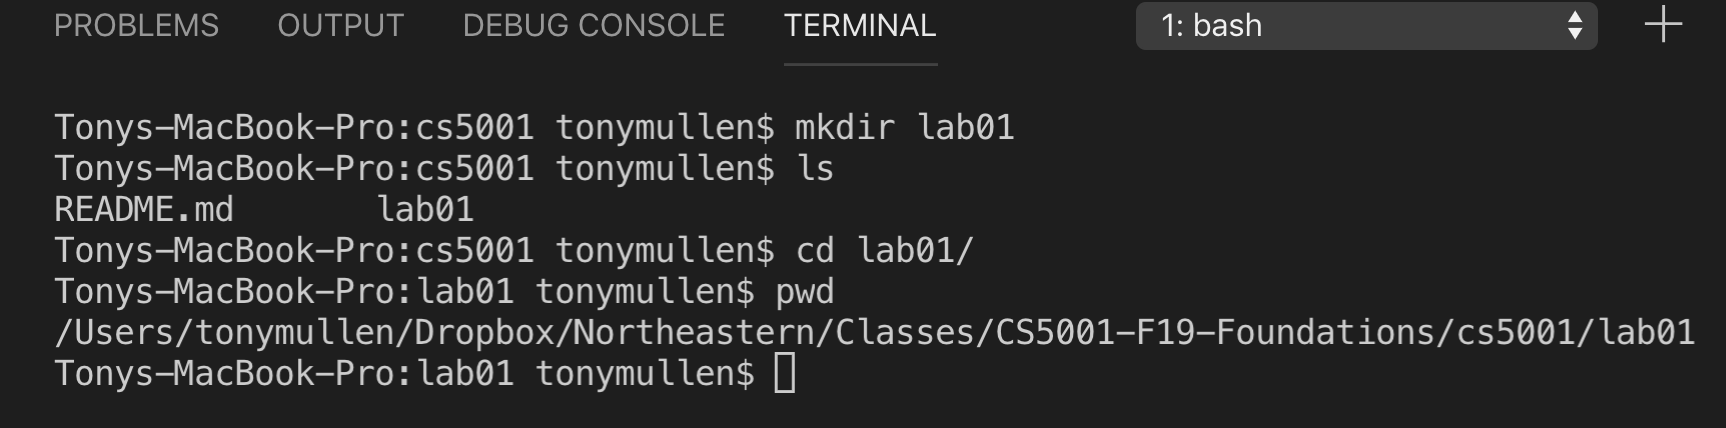 PROBLEMS OUTPUT DEBUG CONSOLE TERMINAL 1: bash
Tonys-MacBook-Pro:cs5001 tonymullen$ mkdir lab01
Tonys-MacBook-Pro:cs5001 tonymullen$ ls
README.md lab01
Tonys-MacBook-Pro:cs5001 tonymullen$ cd lab01/
Tonys-MacBook-Pro:lab01 tonymullen$ pwd
/Users/tonymullen/Dropbox/Northeastern/Classes/CS5001-F19-Foundations/cs5001/lab01
Tonys-MacBook-Pro:lab01 tonymullen$